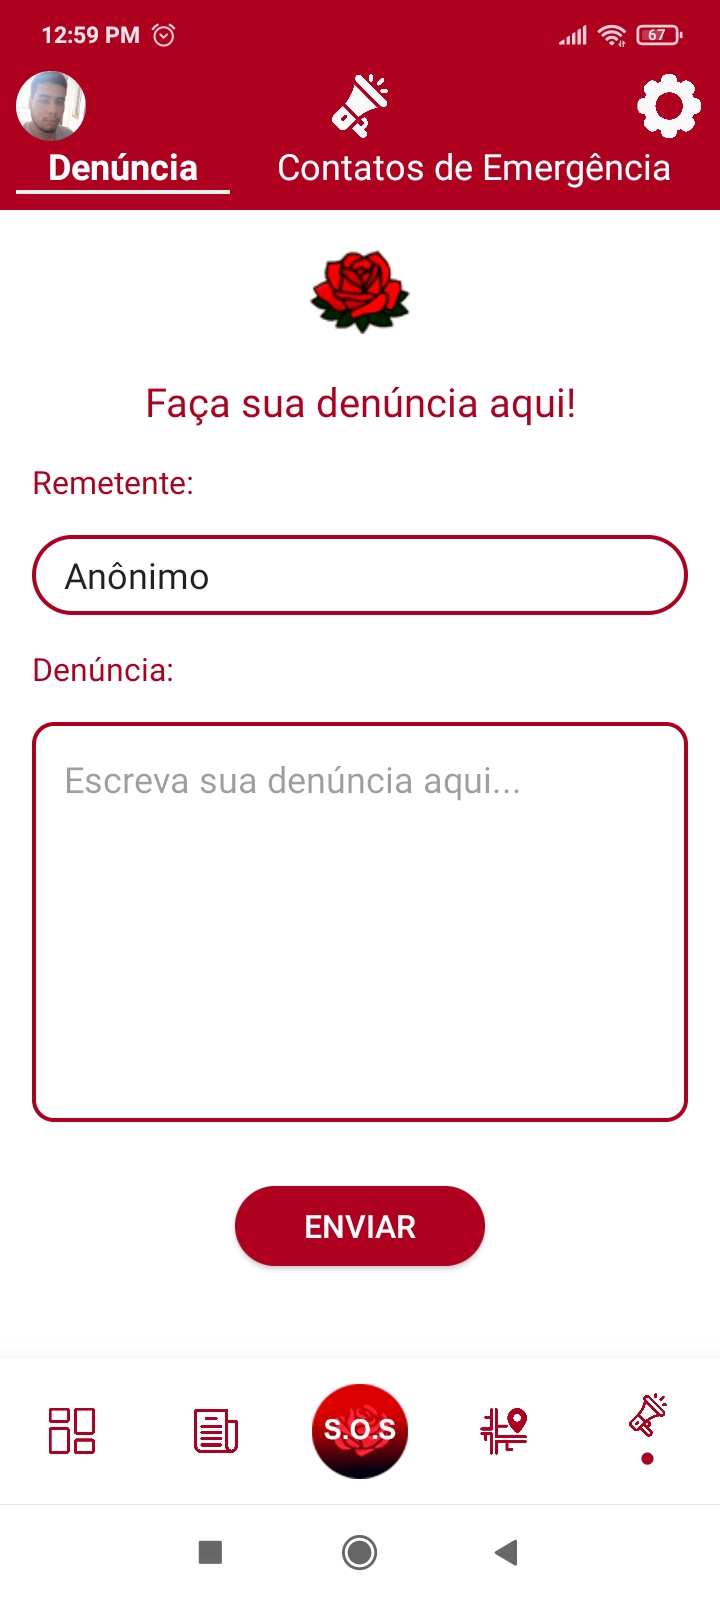 12:59 PM
67
Denúncia
Contatos de Emergência
Faça sua denúncia aqui!
Remetente:
Anônimo
Denúncia:
Escreva sua denúncia aqui...
ENVIAR
S.O.S